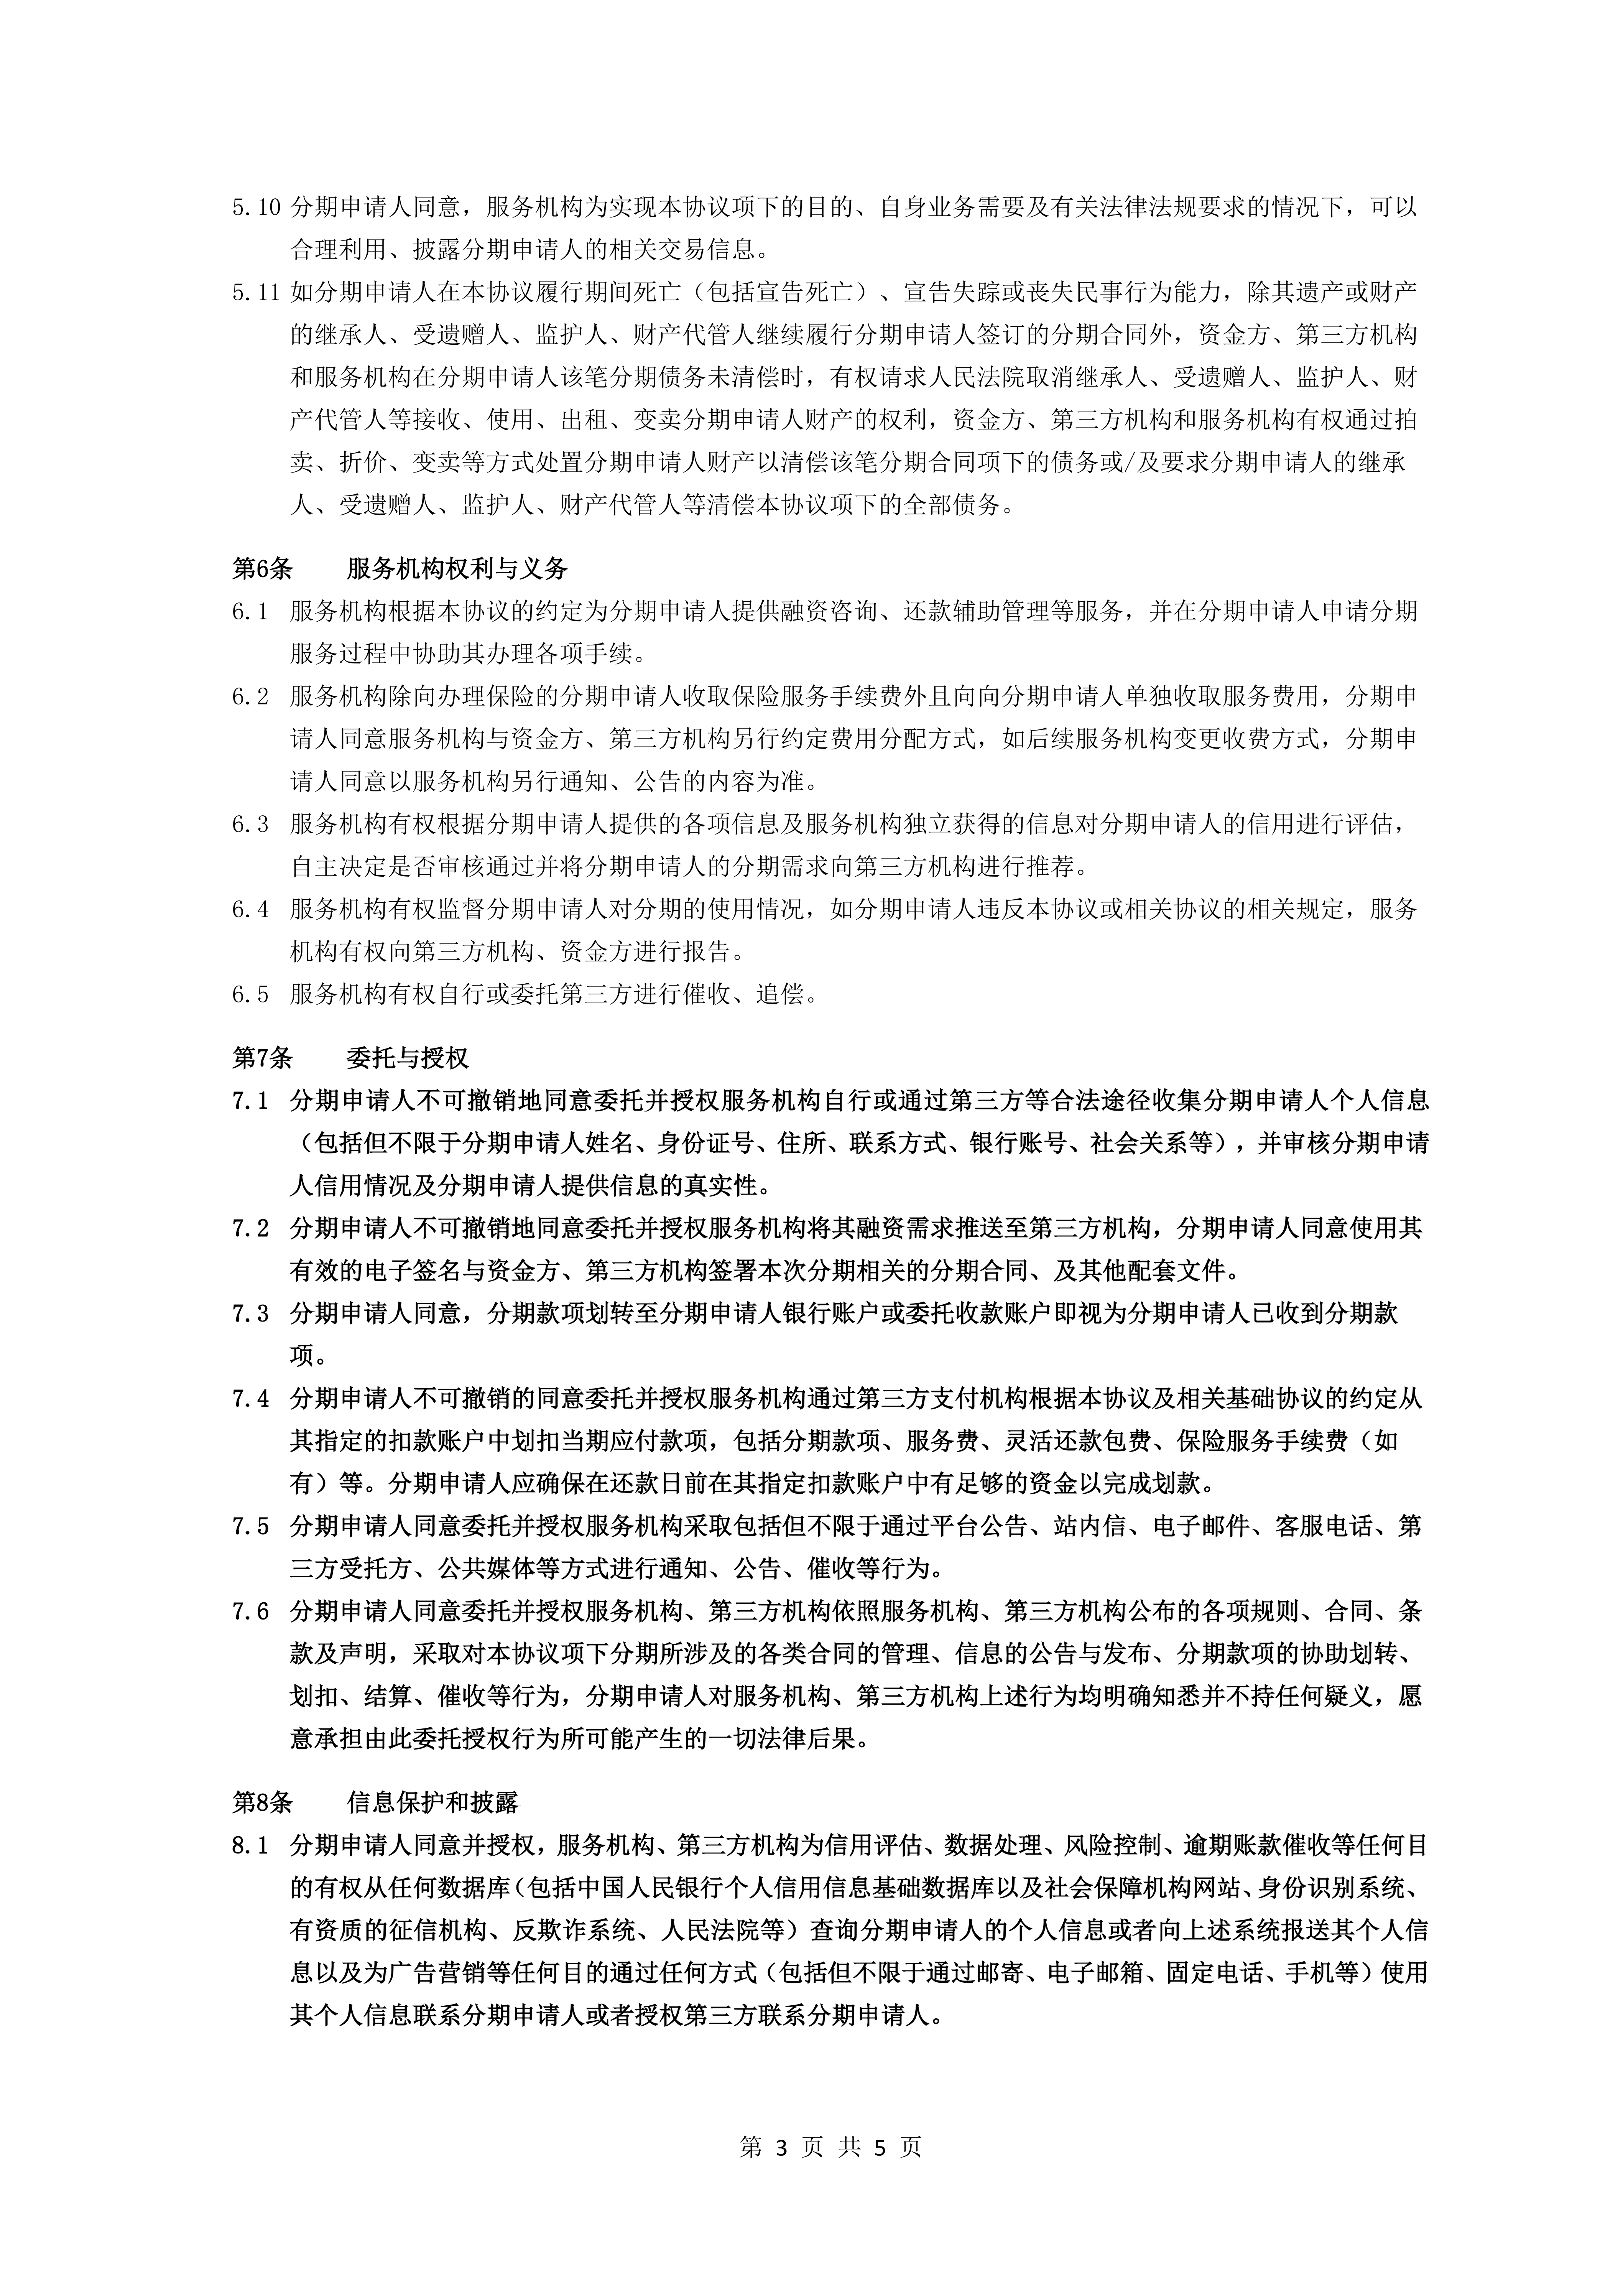 5.10 分期申请人同意，服务机构为实现本协议项下的目的、自身业务需要及有关法律法规要求的情况下，可以
合理利用、披露分期申请人的相关交易信息。
5.11 如分期申请人在本协议履行期间死亡（包括宣告死亡）、宣告失踪或丧失民事行为能力，除其遗产或财产
的继承人、受遗赠人、监护人、财产代管人继续履行分期申请人签订的分期合同外，资金方、第三方机构
和服务机构在分期申请人该笔分期债务未清偿时，有权请求人民法院取消继承人、受遗赠人、监护人、财
产代管人等接收、使用、出租、变卖分期申请人财产的权利，资金方、第三方机构和服务机构有权通过拍
卖、折价、变卖等方式处置分期申请人财产以清偿该笔分期合同项下的债务或/及要求分期申请人的继承
人、受遗赠人、监护人、财产代管人等清偿本协议项下的全部债务。
第6条 服务机构权利与义务
6.1 服务机构根据本协议的约定为分期申请人提供融资咨询、还款辅助管理等服务，并在分期申请人申请分期
服务过程中协助其办理各项手续。
6.2 服务机构除向办理保险的分期申请人收取保险服务手续费外且向向分期申请人单独收取服务费用，分期申
请人同意服务机构与资金方、第三方机构另行约定费用分配方式，如后续服务机构变更收费方式，分期申
请人同意以服务机构另行通知、公告的内容为准。
6.3 服务机构有权根据分期申请人提供的各项信息及服务机构独立获得的信息对分期申请人的信用进行评估，
自主决定是否审核通过并将分期申请人的分期需求向第三方机构进行推荐。
6.4 服务机构有权监督分期申请人对分期的使用情况，如分期申请人违反本协议或相关协议的相关规定，服务
机构有权向第三方机构、资金方进行报告。
6.5 服务机构有权自行或委托第三方进行催收、追偿。
第7条 委托与授权
7.1 分期申请人不可撤销地同意委托并授权服务机构自行或通过第三方等合法途径收集分期申请人个人信息
（包括但不限于分期申请人姓名、身份证号、住所、联系方式、银行账号、社会关系等），并审核分期申请
人信用情况及分期申请人提供信息的真实性。
7.2 分期申请人不可撤销地同意委托并授权服务机构将其融资需求推送至第三方机构，分期申请人同意使用其
有效的电子签名与资金方、第三方机构签署本次分期相关的分期合同、及其他配套文件。
7.3 分期申请人同意，分期款项划转至分期申请人银行账户或委托收款账户即视为分期申请人已收到分期款
项。
7.4 分期申请人不可撤销的同意委托并授权服务机构通过第三方支付机构根据本协议及相关基础协议的约定从
其指定的扣款账户中划扣当期应付款项，包括分期款项、服务费、灵活还款包费、保险服务手续费（如
有）等。分期申请人应确保在还款日前在其指定扣款账户中有足够的资金以完成划款。
7.5 分期申请人同意委托并授权服务机构采取包括但不限于通过平台公告、站内信、电子邮件、客服电话、第
三方受托方、公共媒体等方式进行通知、公告、催收等行为。
7.6 分期申请人同意委托并授权服务机构、第三方机构依照服务机构、第三方机构公布的各项规则、合同、条
款及声明，采取对本协议项下分期所涉及的各类合同的管理、信息的公告与发布、分期款项的协助划转、
划扣、结算、催收等行为，分期申请人对服务机构、第三方机构上述行为均明确知悉并不持任何疑义，愿
意承担由此委托授权行为所可能产生的一切法律后果。
第8条 信息保护和披露
8.1 分期申请人同意并授权，服务机构、第三方机构为信用评估、数据处理、风险控制、逾期账款催收等任何目
的有权从任何数据库（包括中国人民银行个人信用信息基础数据库以及社会保障机构网站、身份识别系统、
有资质的征信机构、反欺诈系统、人民法院等）查询分期申请人的个人信息或者向上述系统报送其个人信
息以及为广告营销等任何目的通过任何方式（包括但不限于通过邮寄、电子邮箱、固定电话、手机等）使用
其个人信息联系分期申请人或者授权第三方联系分期申请人。
第 3 页 共 5 页